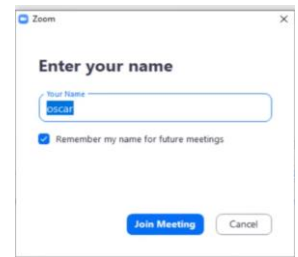 Zoom
Enter your name
Your Name
oscar
Remember my name for future meetings
Join Meeting
Cancel